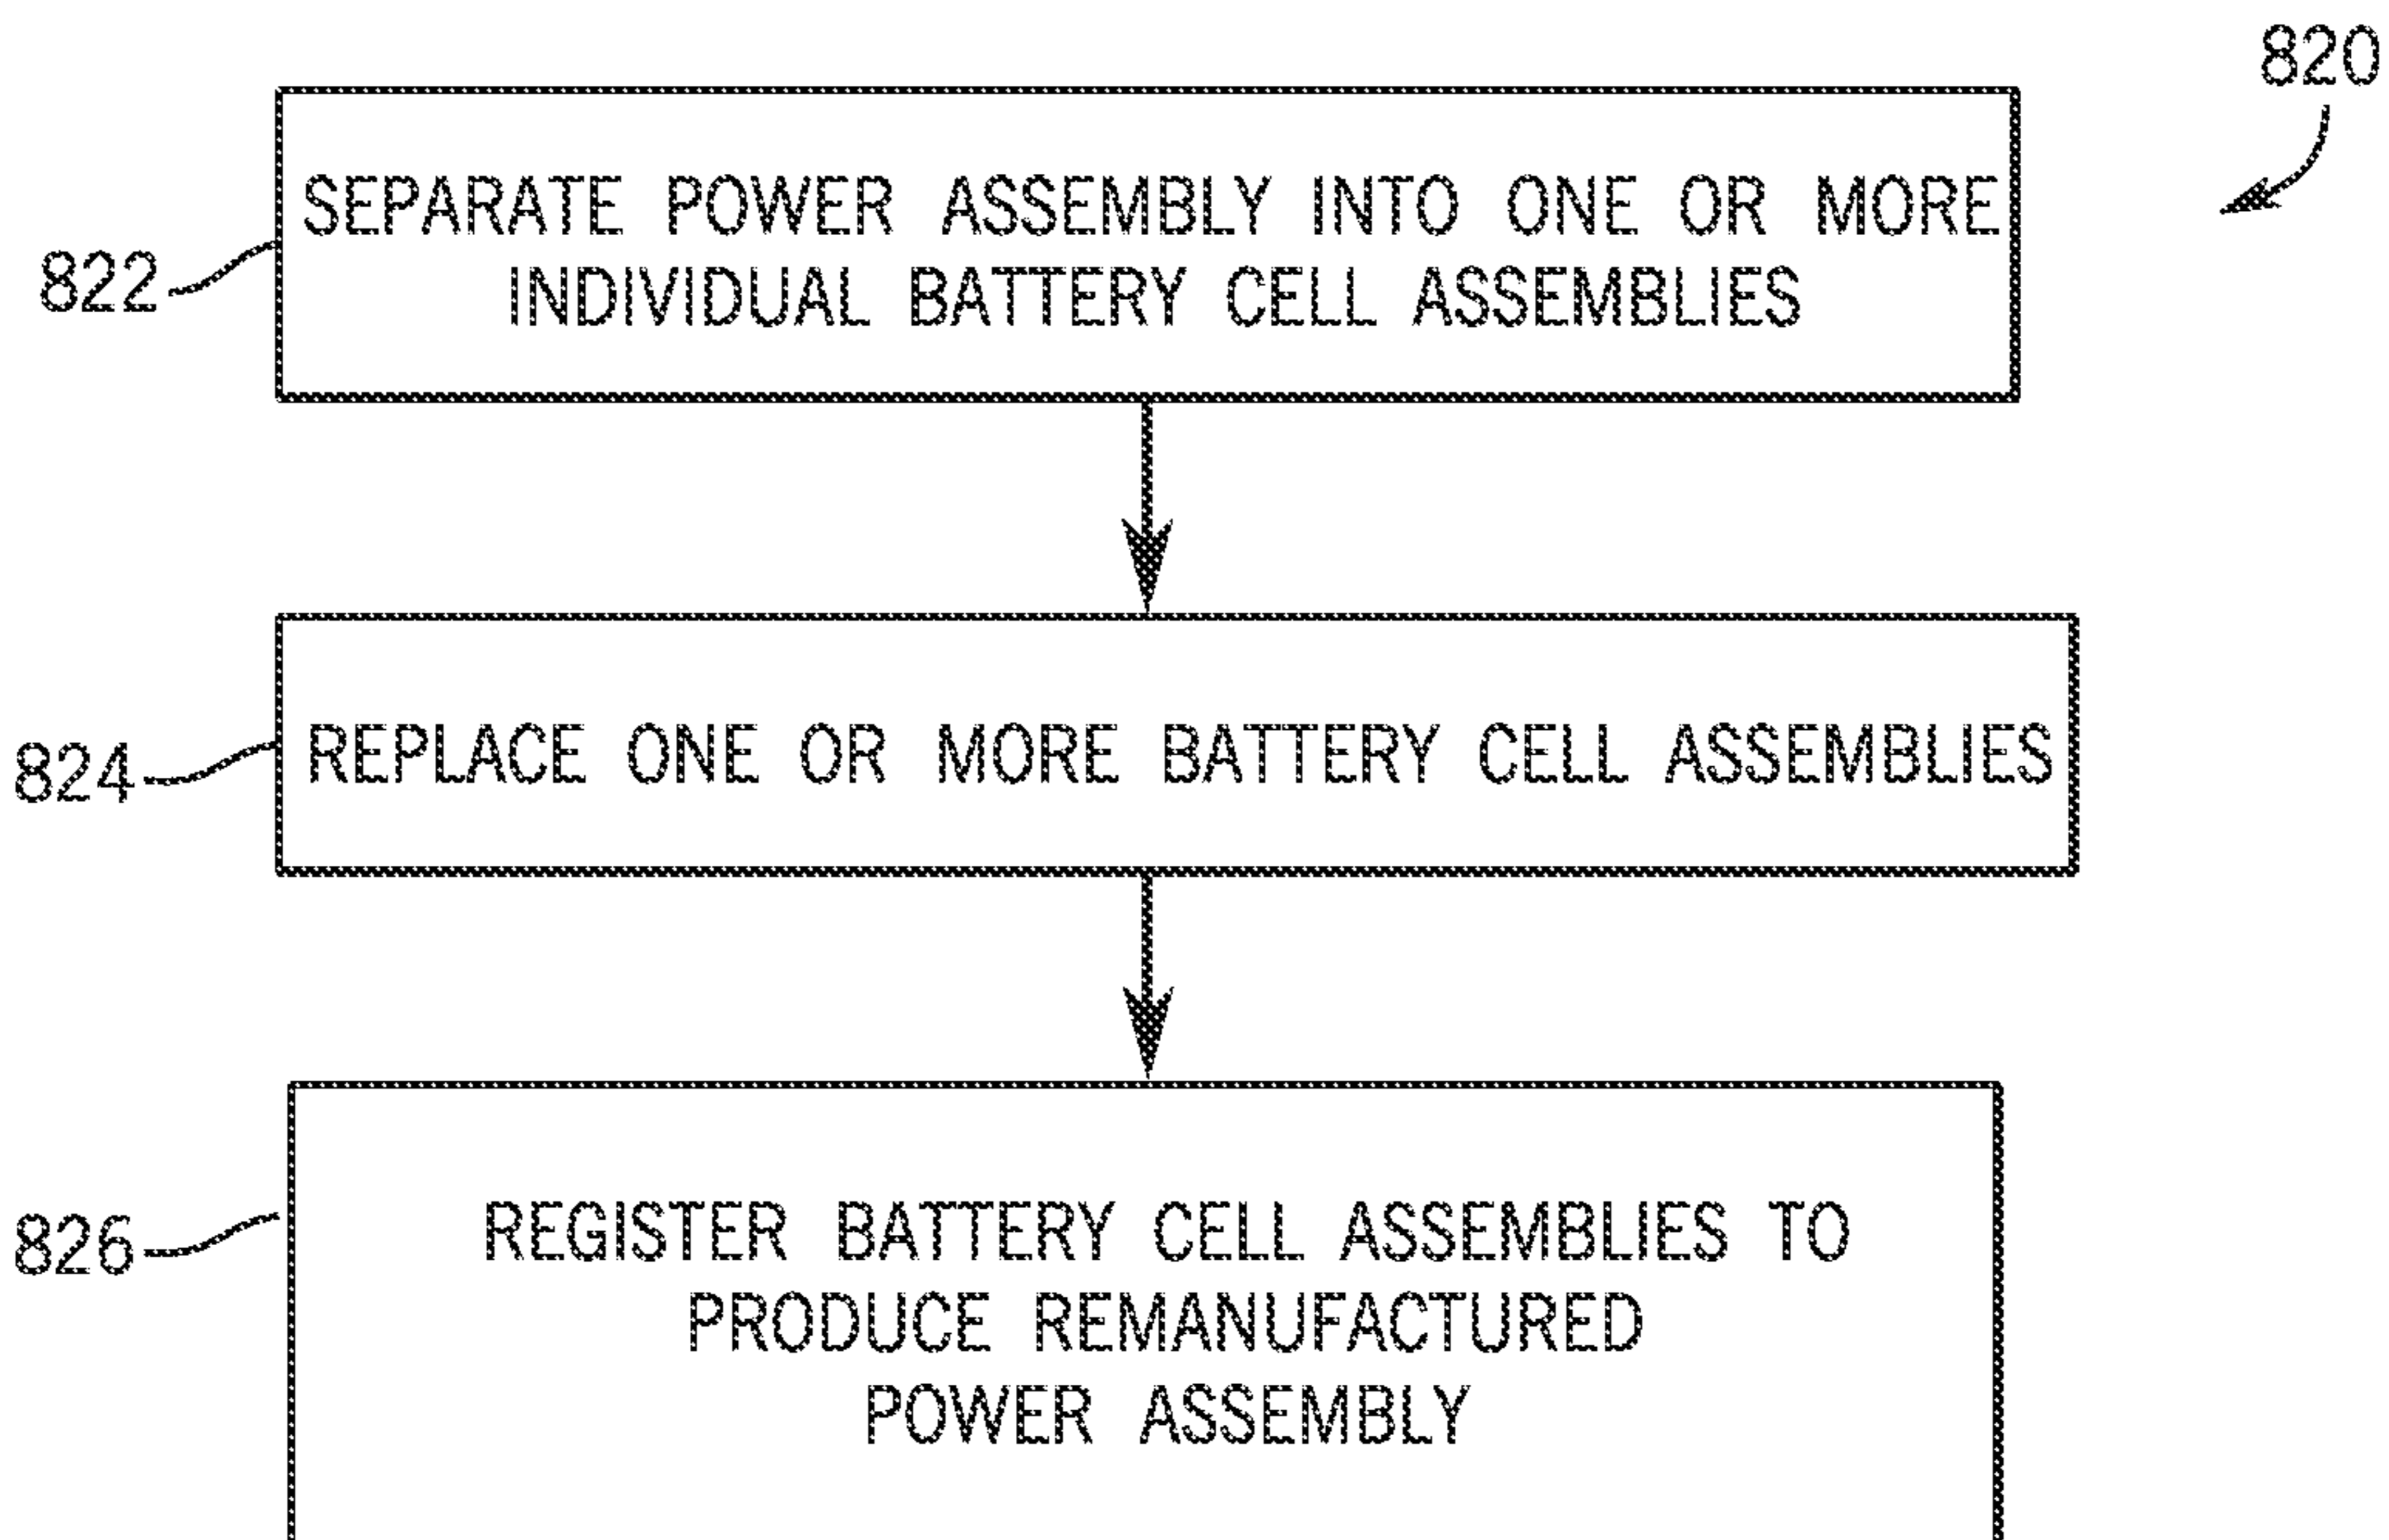 820
822
SEPARATE POWER ASSEMBLY INTO ONE OR MORE
INDIVIDUAL BATTERY CELL ASSEMBLIES
824
REPLACE ONE OR MORE BATTERY CELL ASSEMBLIES
826
REGISTER BATTERY CELL ASSEMBLIES TO
PRODUCE REMANUFACTURED
POWER ASSEMBLY